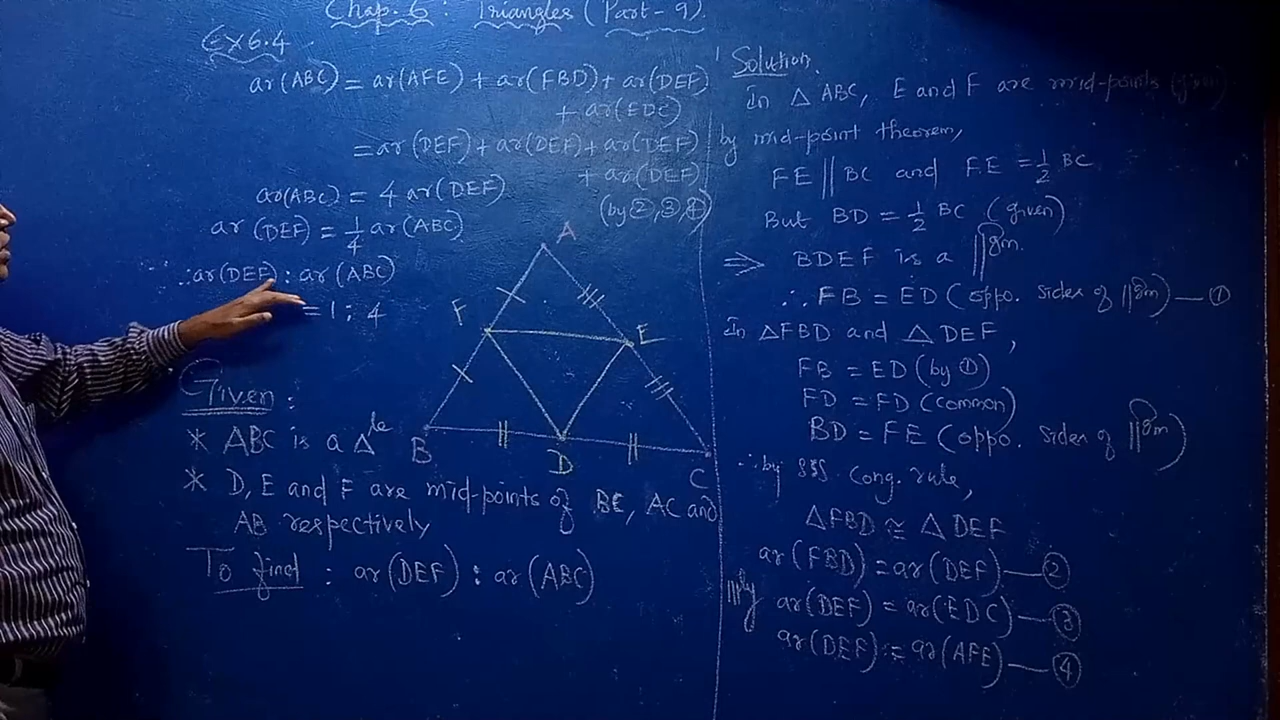 Chap. 6 : Triangles (Part-9).
Ex 6.4
ar(ABC) = ar(AFE) + ar(FBD) + ar(DEF)
+ ar(EDC)
= ar(DEF) + ar(DEF) + ar(DEF)
+ ar(DEF)
ar(ABC) = 4 ar(DEF)
(by ②, ③, ④)
ar (DEF) = 1/4 ar(ABC)
∴ ar(DEF) : ar(ABC)
= 1 : 4
A
F
E
B
D
C
Given :
* ABC is a Δle
* D, E and F are mid-points of BC, AC and
AB respectively
To find : ar(DEF) : ar(ABC)
Solution.
In Δ ABC, E and F are mid-points (given)
by mid-point theorem,
FE || BC and FE = 1/2 BC
But BD = 1/2 BC (given)
⇒ BDEF is a ||gm.
∴ FB = ED (oppo. sides of ||gm) — ①
In ΔFBD and ΔDEF,
FB = ED (by ①)
FD = FD (common)
BD = FE (oppo. sides of ||gm)
∴ by SSS Cong. rule,
ΔFBD ≅ ΔDEF
ar(FBD) = ar(DEF) — ②
|||ly ar(DEF) = ar(EDC) — ③
ar(DEF) = ar(AFE) — ④